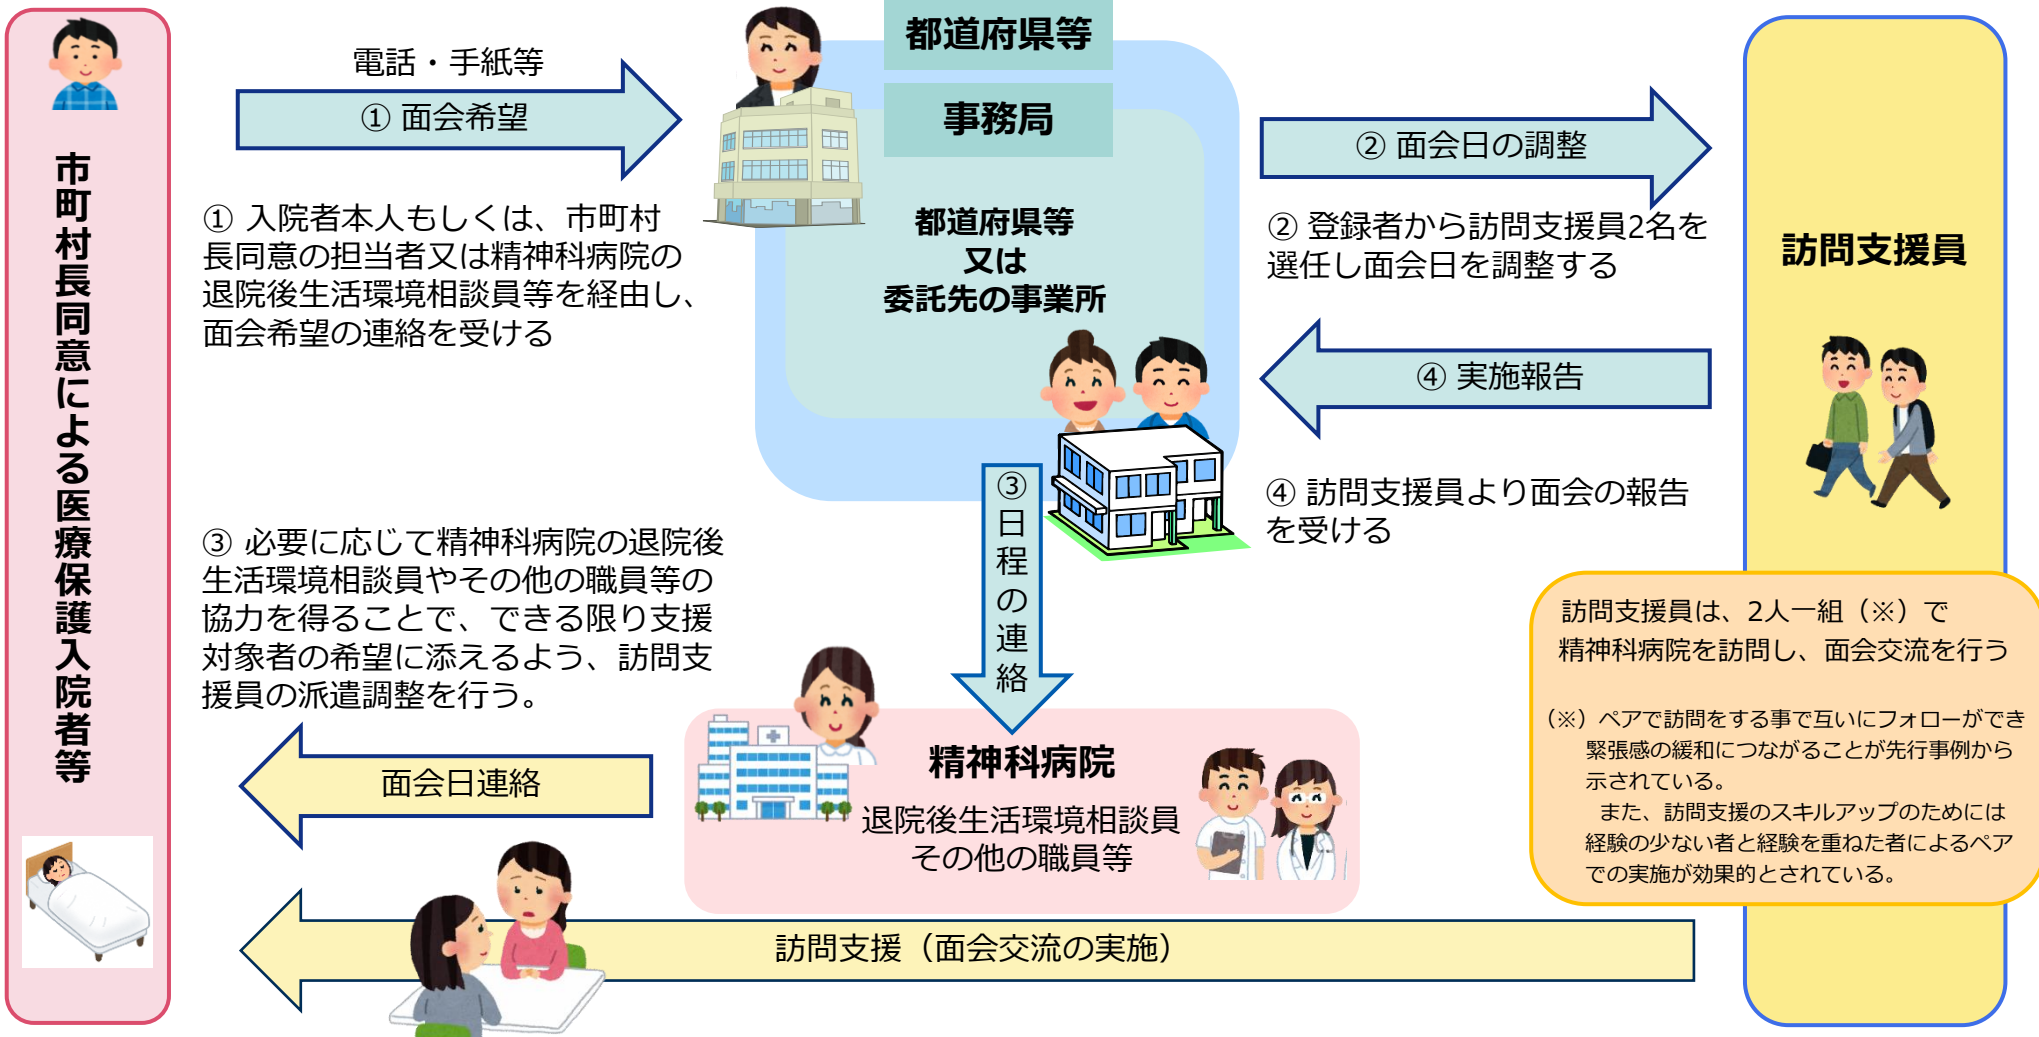 市町村長同意による医療保護入院者等
電話・手紙等
① 面会希望
① 入院者本人もしくは、市町村
長同意の担当者又は精神科病院の
退院後生活環境相談員等を経由し、
面会希望の連絡を受ける
都道府県等
事務局
都道府県等
又は
委託先の事業所
② 面会日の調整
② 登録者から訪問支援員2名を
選任し面会日を調整する
④ 実施報告
④ 訪問支援員より面会の報告
を受ける
訪問支援員
③日程の連絡
③ 必要に応じて精神科病院の退院後
生活環境相談員やその他の職員等の
協力を得ることで、できる限り支援
対象者の希望に添えるよう、訪問支
援員の派遣調整を行う。
面会日連絡
精神科病院
退院後生活環境相談員
その他の職員等
訪問支援員は、2人一組（※）で
精神科病院を訪問し、面会交流を行う
（※）ペアで訪問をする事で互いにフォローができ
緊張感の緩和につながることが先行事例から
示されている。
また、訪問支援のスキルアップのためには
経験の少ない者と経験を重ねた者によるペア
での実施が効果的とされている。
訪問支援（面会交流の実施）